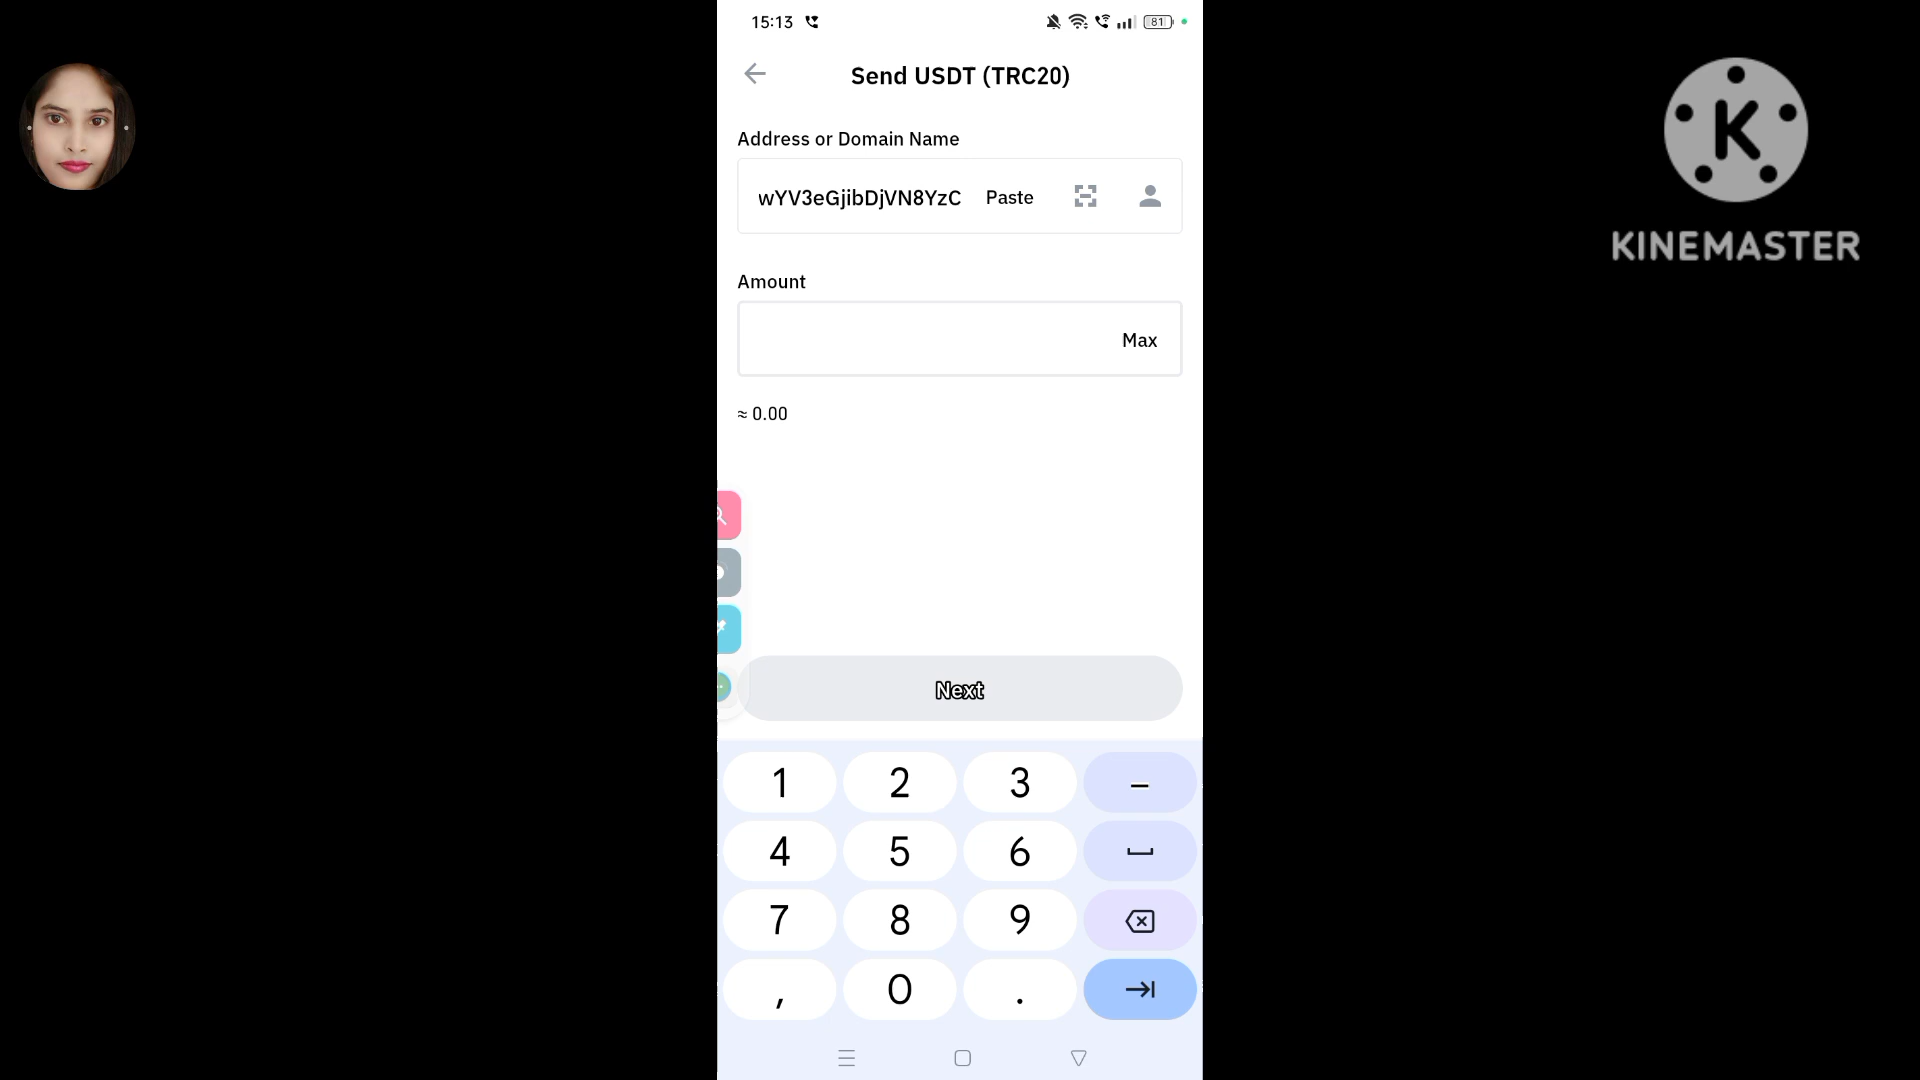 15:13
81
Send USDT (TRC20)
Address or Domain Name
wYV3eGjibDjVN8YzC Paste
Amount
Max
≈ 0.00
Next
1 2 3 –
4 5 6
7 8 9
, 0 .
K
KINEMASTER